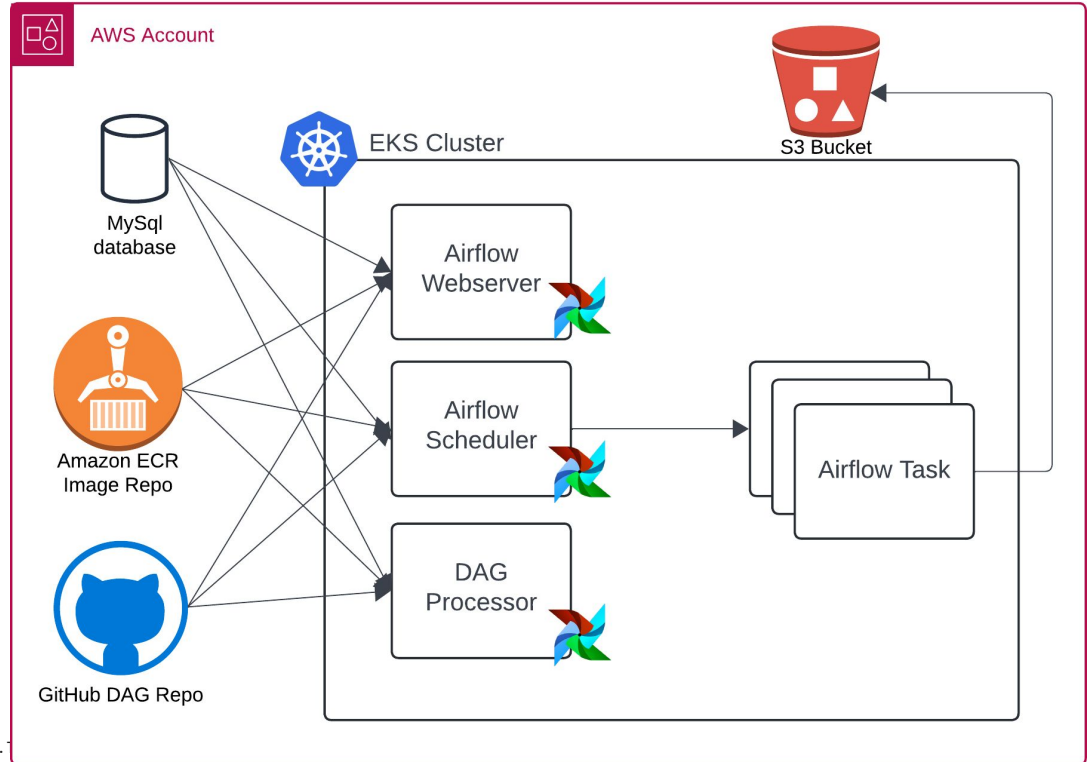 AWS Account
S3 Bucket
EKS Cluster
MySql
database
Airflow
Webserver
Amazon ECR
Image Repo
Airflow
Scheduler
Airflow Task
DAG
Processor
GitHub DAG Repo